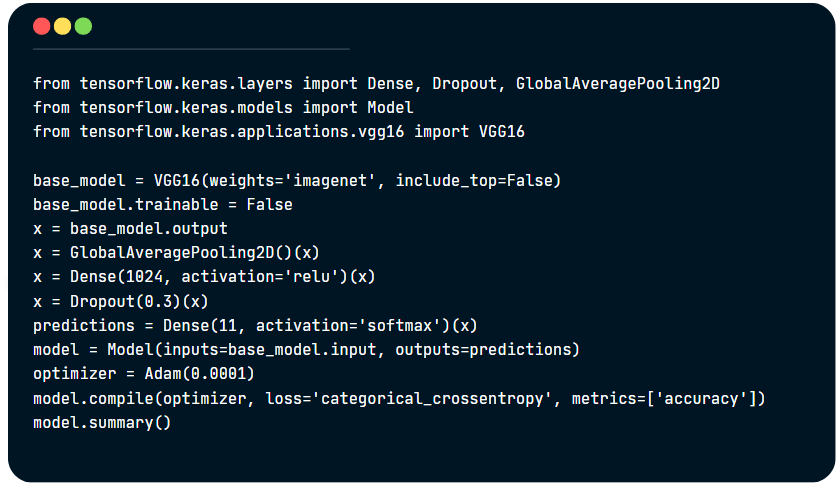 from tensorflow.keras.layers import Dense, Dropout, GlobalAveragePooling2D
from tensorflow.keras.models import Model
from tensorflow.keras.applications.vgg16 import VGG16

base_model = VGG16(weights='imagenet', include_top=False)
base_model.trainable = False
x = base_model.output
x = GlobalAveragePooling2D()(x)
x = Dense(1024, activation='relu')(x)
x = Dropout(0.3)(x)
predictions = Dense(11, activation='softmax')(x)
model = Model(inputs=base_model.input, outputs=predictions)
optimizer = Adam(0.0001)
model.compile(optimizer, loss='categorical_crossentropy', metrics=['accuracy'])
model.summary()